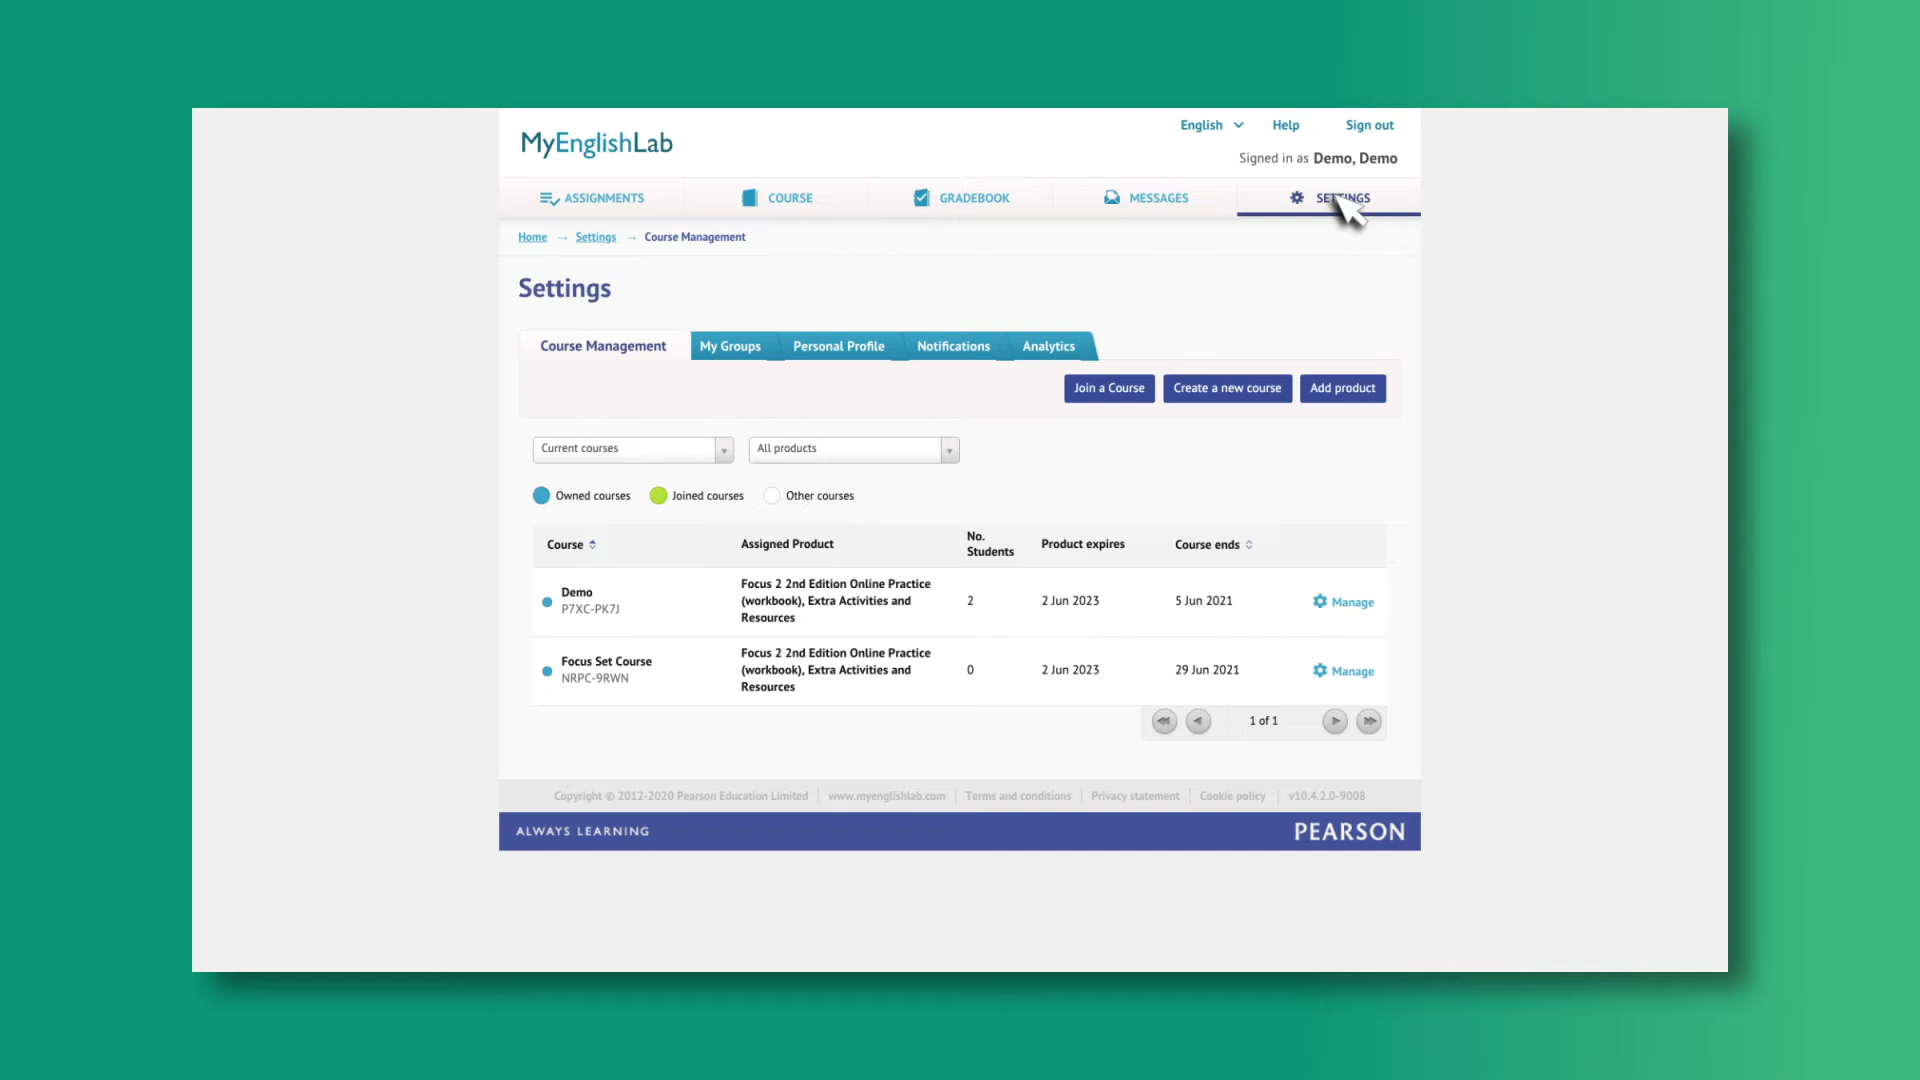 MyEnglishLab
English Help Sign out
Signed in as Demo, Demo
ASSIGNMENTS COURSE GRADEBOOK MESSAGES SETTINGS
Home → Settings → Course Management
Settings
Course Management My Groups Personal Profile Notifications Analytics
Join a Course Create a new course Add product
Current courses All products
Owned courses Joined courses Other courses
Course Assigned Product No. Students Product expires Course ends
Demo
P7XC-PK7J
Focus 2 2nd Edition Online Practice
(workbook), Extra Activities and
Resources
2 2 Jun 2023 5 Jun 2021 Manage
Focus Set Course
NRPC-9RWN
Focus 2 2nd Edition Online Practice
(workbook), Extra Activities and
Resources
0 2 Jun 2023 29 Jun 2021 Manage
1 of 1
Copyright © 2012-2020 Pearson Education Limited www.myenglishlab.com Terms and conditions Privacy statement Cookie policy v10.4.2.0-9008
ALWAYS LEARNING PEARSON